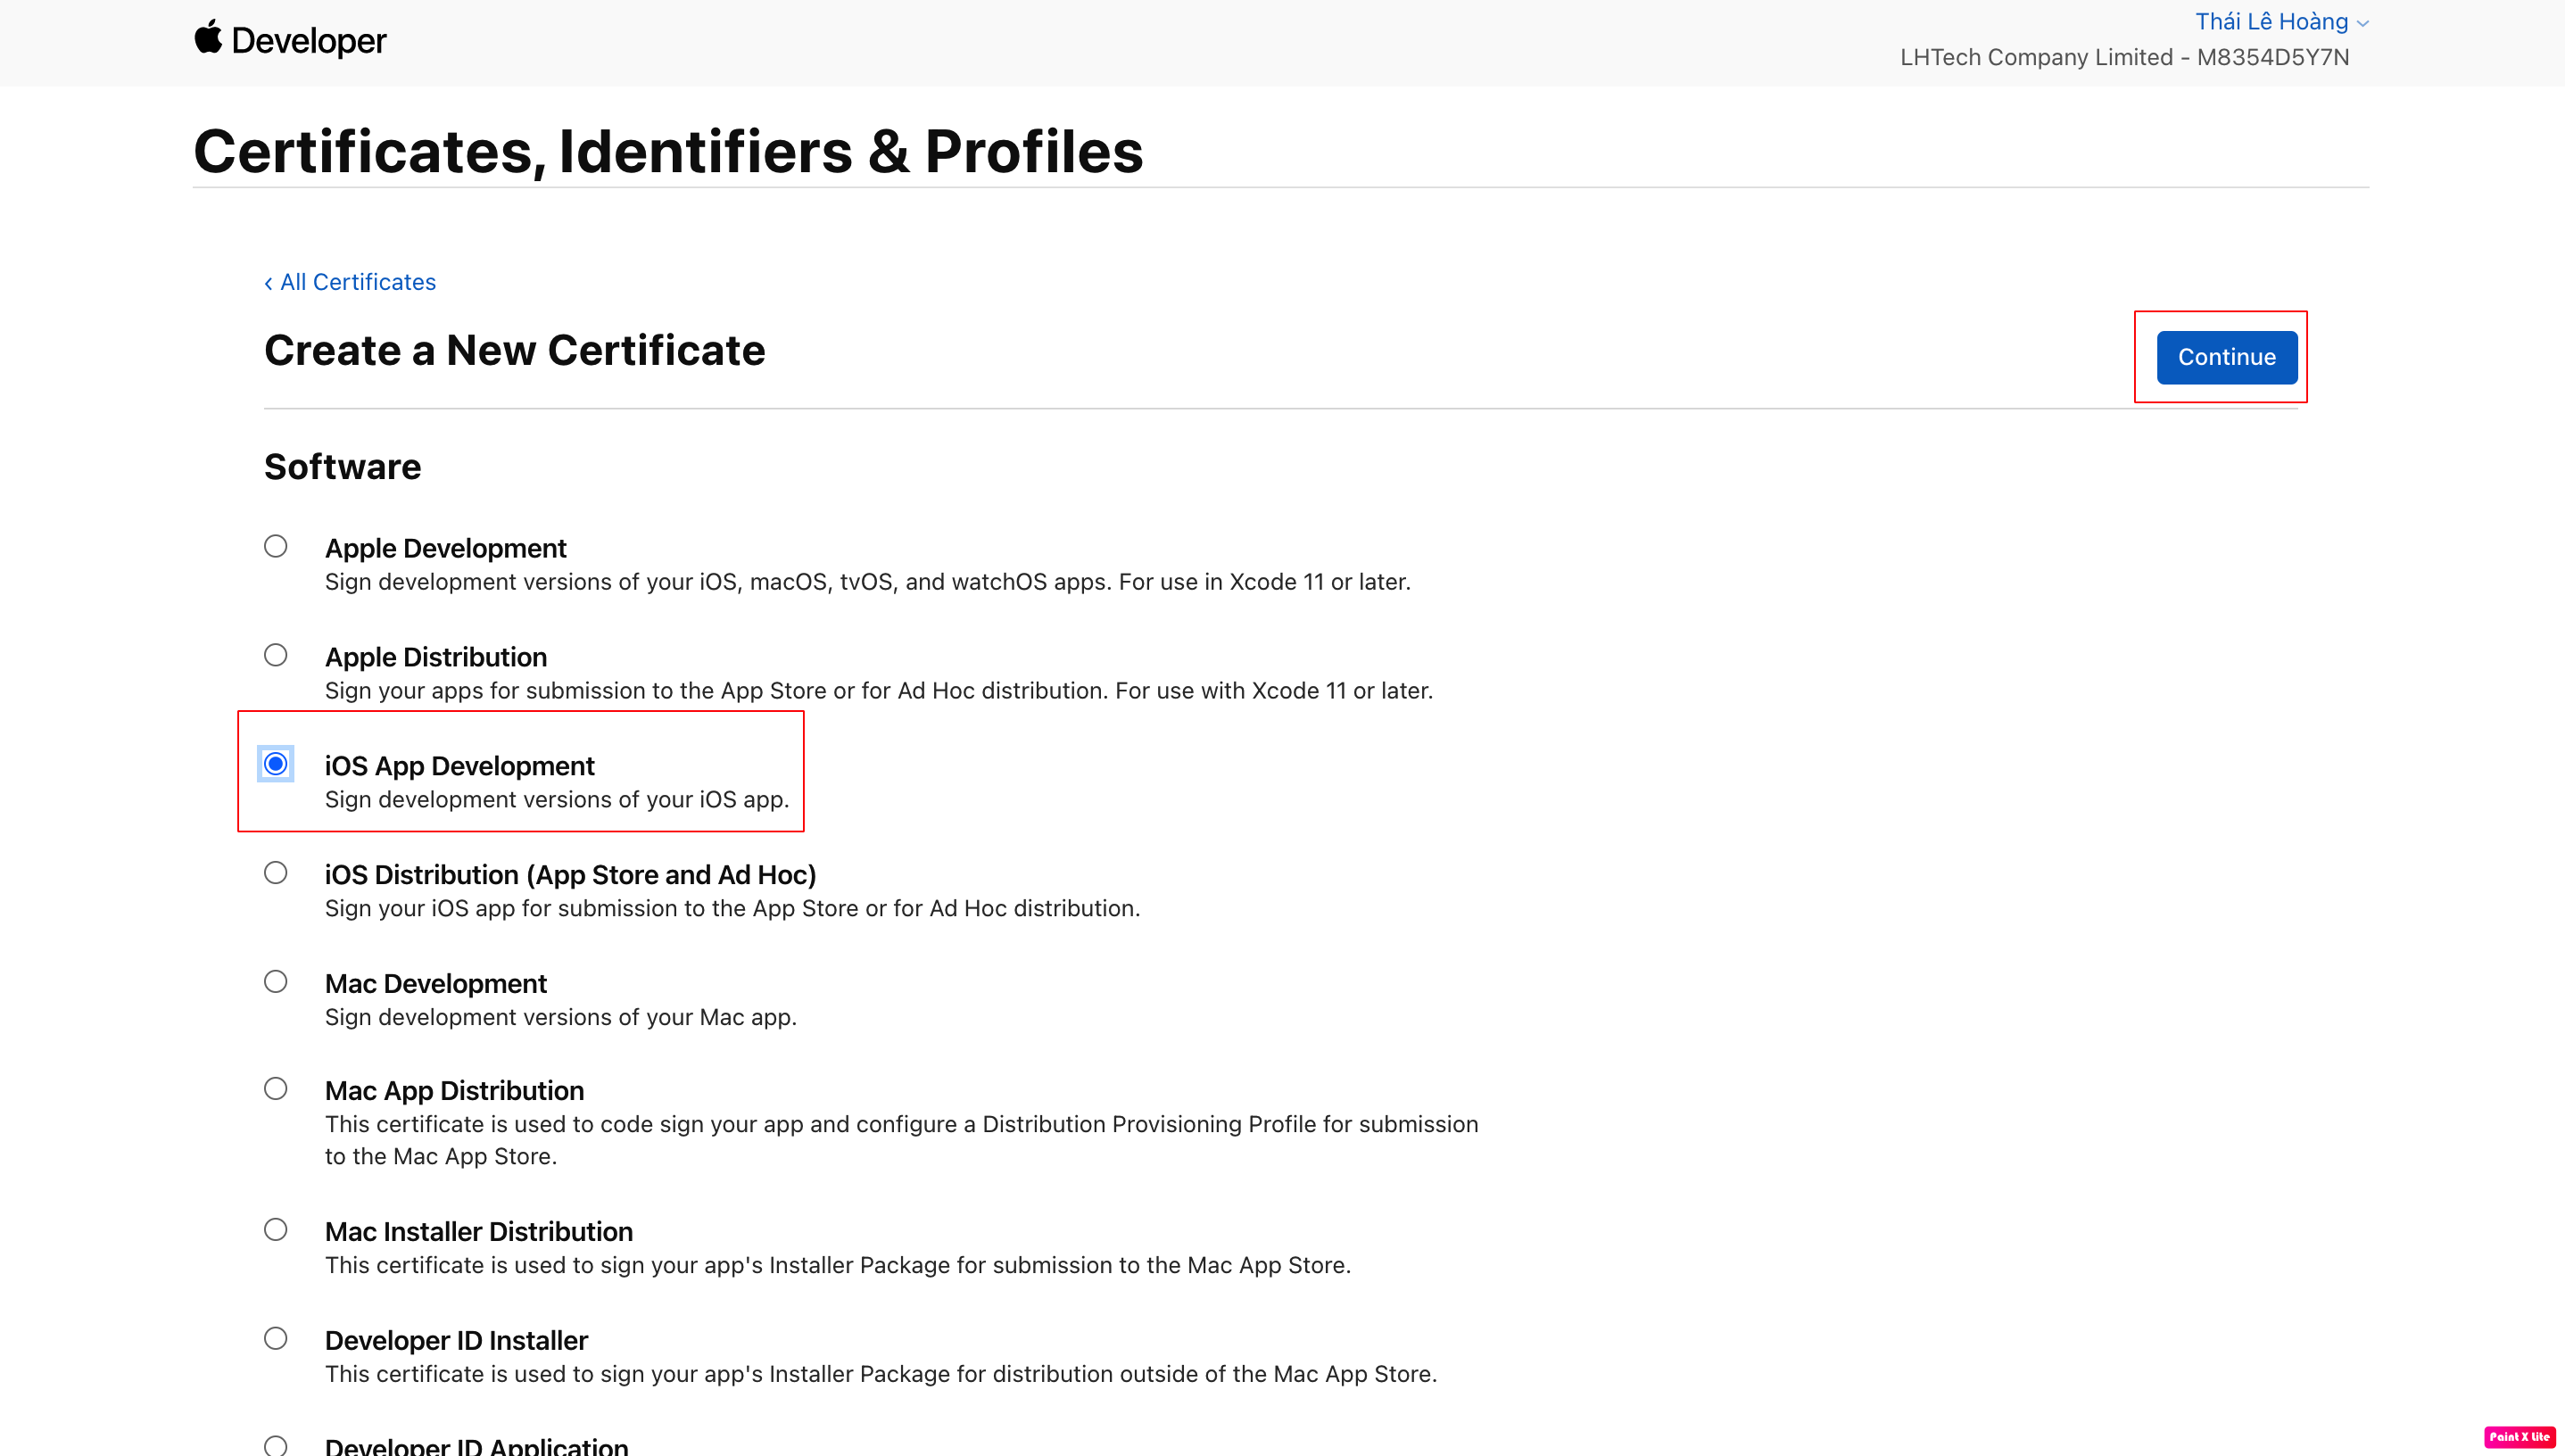 Developer
Thái Lê Hoàng
LHTech Company Limited - M8354D5Y7N
Certificates, Identifiers & Profiles
‹ All Certificates
Create a New Certificate
Continue
Software
Apple Development
Sign development versions of your iOS, macOS, tvOS, and watchOS apps. For use in Xcode 11 or later.
Apple Distribution
Sign your apps for submission to the App Store or for Ad Hoc distribution. For use with Xcode 11 or later.
iOS App Development
Sign development versions of your iOS app.
iOS Distribution (App Store and Ad Hoc)
Sign your iOS app for submission to the App Store or for Ad Hoc distribution.
Mac Development
Sign development versions of your Mac app.
Mac App Distribution
This certificate is used to code sign your app and configure a Distribution Provisioning Profile for submission
to the Mac App Store.
Mac Installer Distribution
This certificate is used to sign your app's Installer Package for submission to the Mac App Store.
Developer ID Installer
This certificate is used to sign your app's Installer Package for distribution outside of the Mac App Store.
Developer ID Application
Paint X Lite